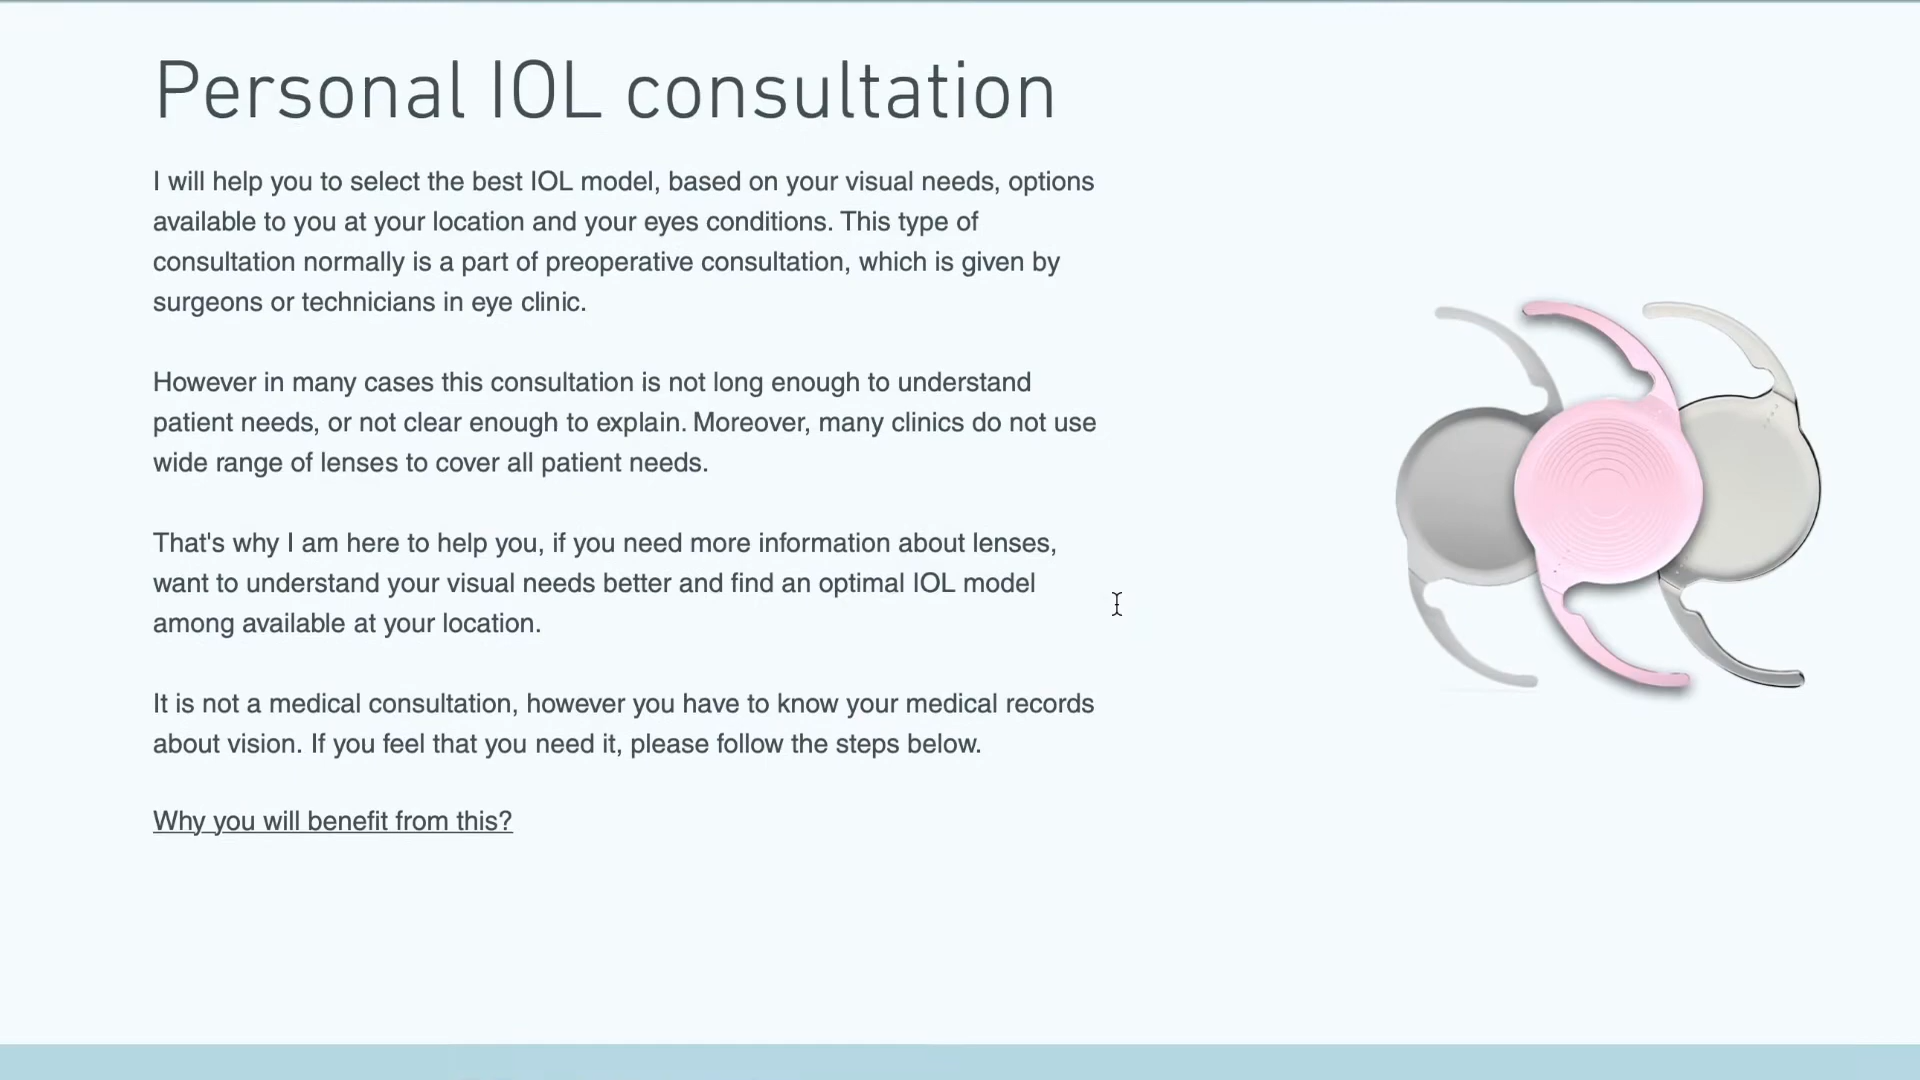 Personal IOL consultation
I will help you to select the best IOL model, based on your visual needs, options
available to you at your location and your eyes conditions. This type of
consultation normally is a part of preoperative consultation, which is given by
surgeons or technicians in eye clinic.
However in many cases this consultation is not long enough to understand
patient needs, or not clear enough to explain. Moreover, many clinics do not use
wide range of lenses to cover all patient needs.
That's why I am here to help you, if you need more information about lenses,
want to understand your visual needs better and find an optimal IOL model
among available at your location.
It is not a medical consultation, however you have to know your medical records
about vision. If you feel that you need it, please follow the steps below.
Why you will benefit from this?